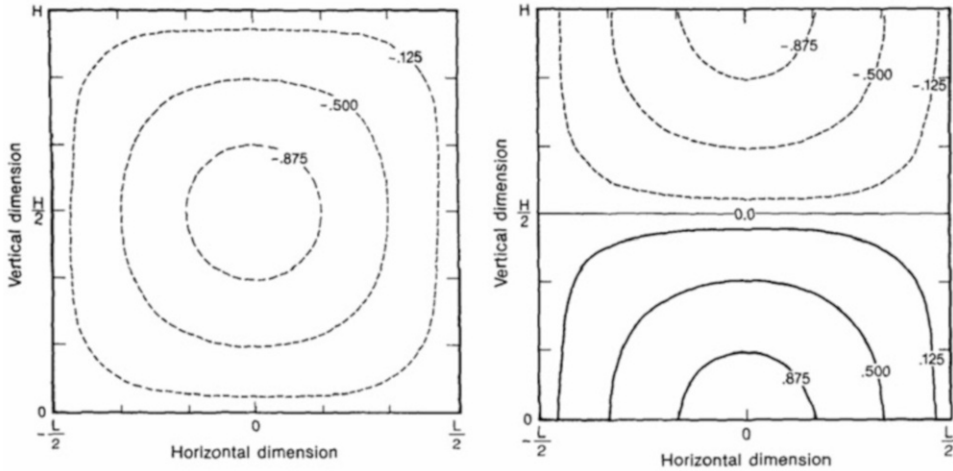 H
-.125
-.500
-.875
Vertical dimension
H
2
0
-L
2
0
L
2
Horizontal dimension
H
-.875
-.500
-.125
Vertical dimension
H
2
0.0
.125
.500
.875
0
-L
2
0
L
2
Horizontal dimension